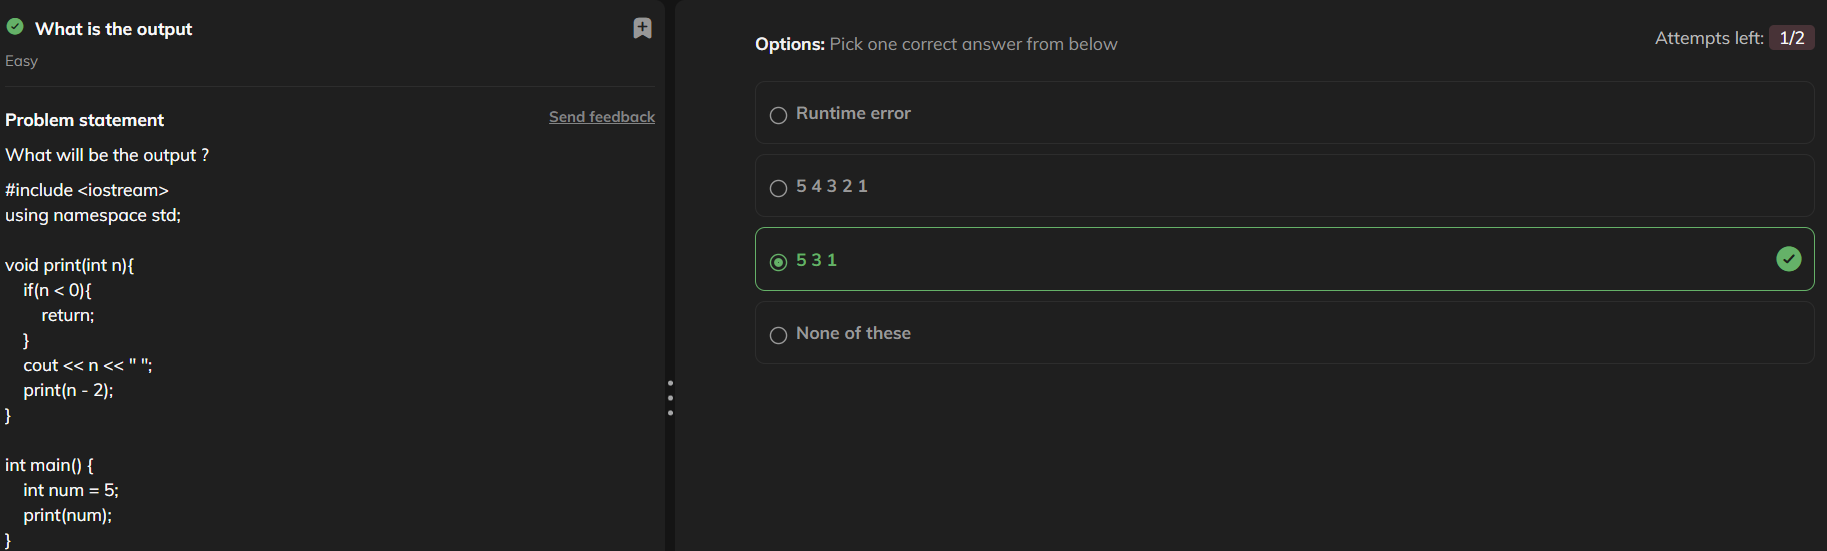 What is the output
Easy
Problem statement
Send feedback
What will be the output ?
#include <iostream>
using namespace std;
void print(int n){
if(n < 0){
return;
}
cout << n << " ";
print(n - 2);
}
int main() {
int num = 5;
print(num);
}
Options: Pick one correct answer from below
Attempts left: 1/2
Runtime error
5 4 3 2 1
5 3 1
None of these